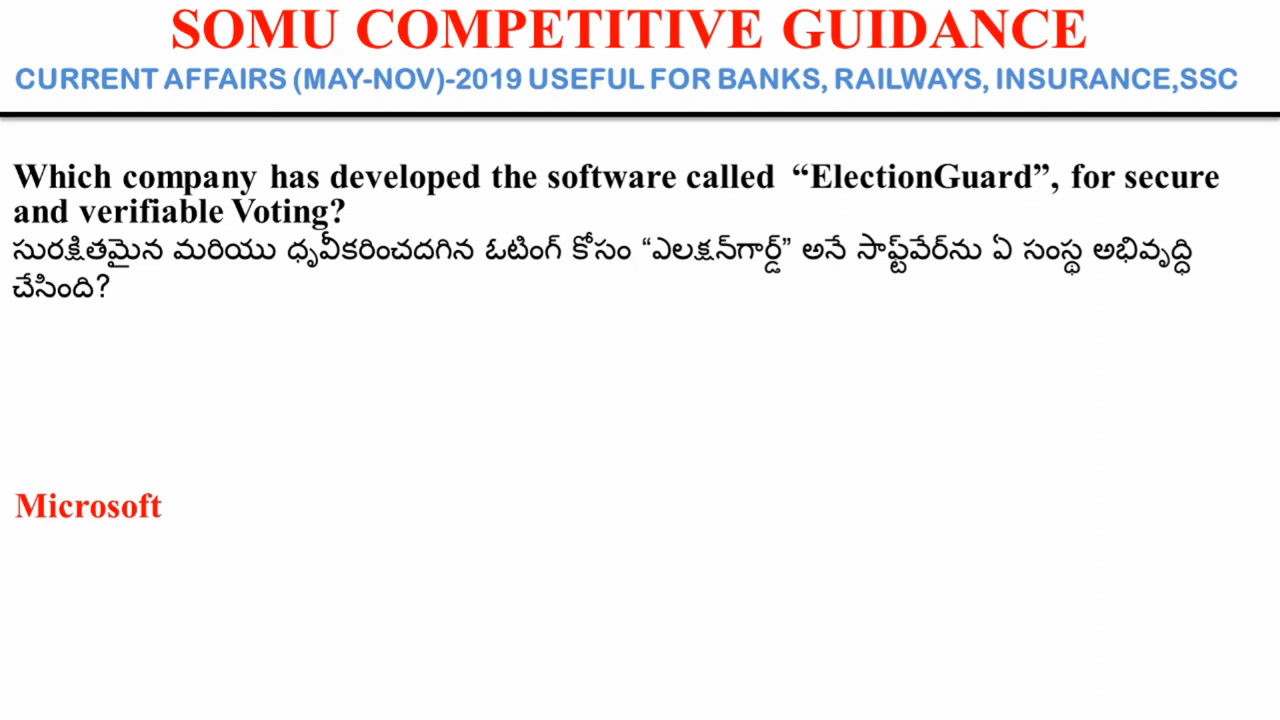 SOMU COMPETITIVE GUIDANCE
CURRENT AFFAIRS (MAY-NOV)-2019 USEFUL FOR BANKS, RAILWAYS, INSURANCE,SSC
Which company has developed the software called “ElectionGuard”, for secure
and verifiable Voting?
సురక్షితమైన మరియు ధృవీకరించదగిన ఓటింగ్ కోసం “ఎలక్షన్‌గార్డ్” అనే సాఫ్ట్‌వేర్‌ను ఏ సంస్థ అభివృద్ధి
చేసింది?
Microsoft